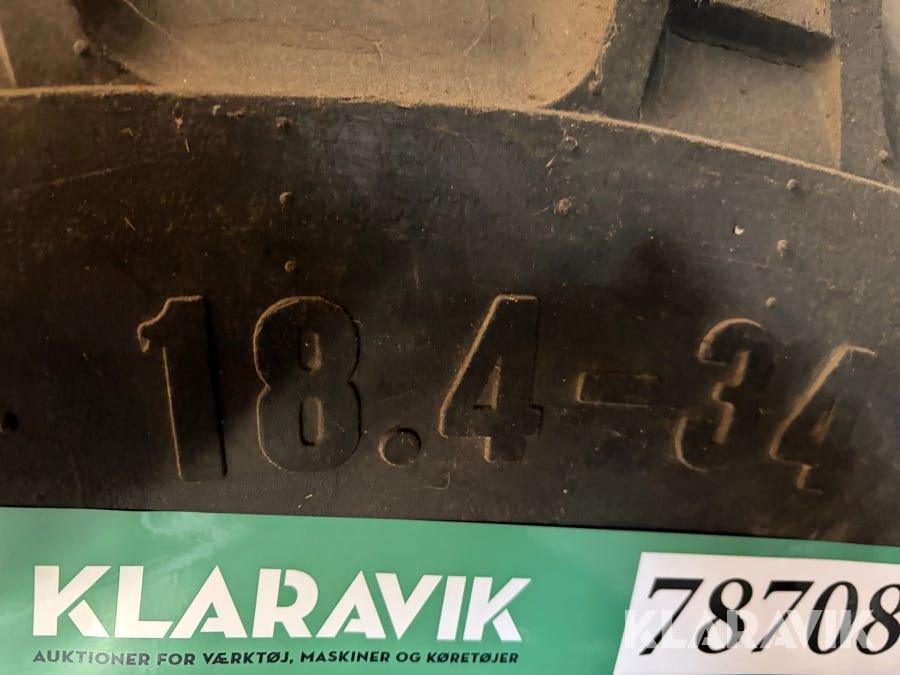 18.4-34
KLARAVIK
78708
AUKTIONER FOR VÆRKTØJ, MASKINER OG KØRETØJER
KLARAVIK